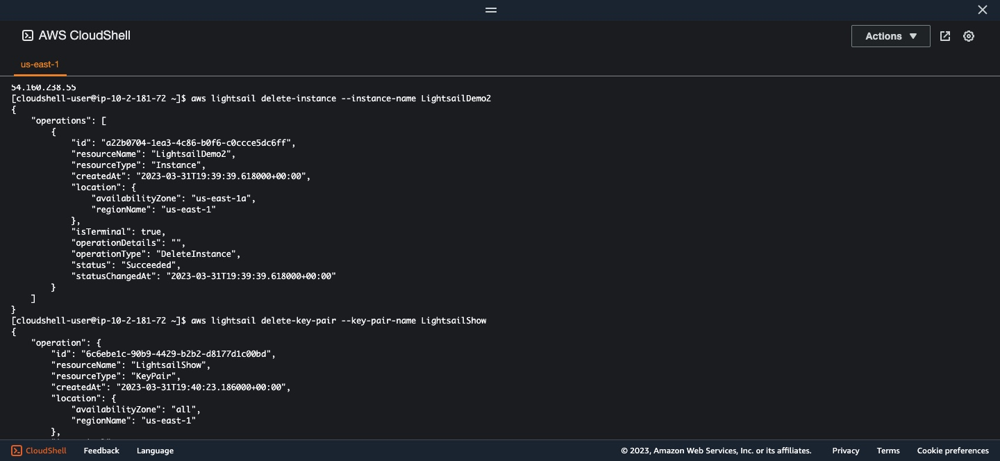 AWS CloudShell
Actions
us-east-1
54.160.238.55
[cloudshell-user@ip-10-2-181-72 ~]$ aws lightsail delete-instance --instance-name LightsailDemo2
{
    "operations": [
        {
            "id": "a22b0704-1ea3-4c86-b0f6-c0ccce5dc6ff",
            "resourceName": "LightsailDemo2",
            "resourceType": "Instance",
            "createdAt": "2023-03-31T19:39:39.618000+00:00",
            "location": {
                "availabilityZone": "us-east-1a",
                "regionName": "us-east-1"
            },
            "isTerminal": true,
            "operationDetails": "",
            "operationType": "DeleteInstance",
            "status": "Succeeded",
            "statusChangedAt": "2023-03-31T19:39:39.618000+00:00"
        }
    ]
}
[cloudshell-user@ip-10-2-181-72 ~]$ aws lightsail delete-key-pair --key-pair-name LightsailShow
{
    "operation": {
        "id": "6c6ebe1c-90b9-4429-b2b2-d8177d1c00bd",
        "resourceName": "LightsailShow",
        "resourceType": "KeyPair",
        "createdAt": "2023-03-31T19:40:23.186000+00:00",
        "location": {
            "availabilityZone": "all",
            "regionName": "us-east-1"
        },
CloudShell Feedback Language © 2023, Amazon Web Services, Inc. or its affiliates. Privacy Terms Cookie preferences